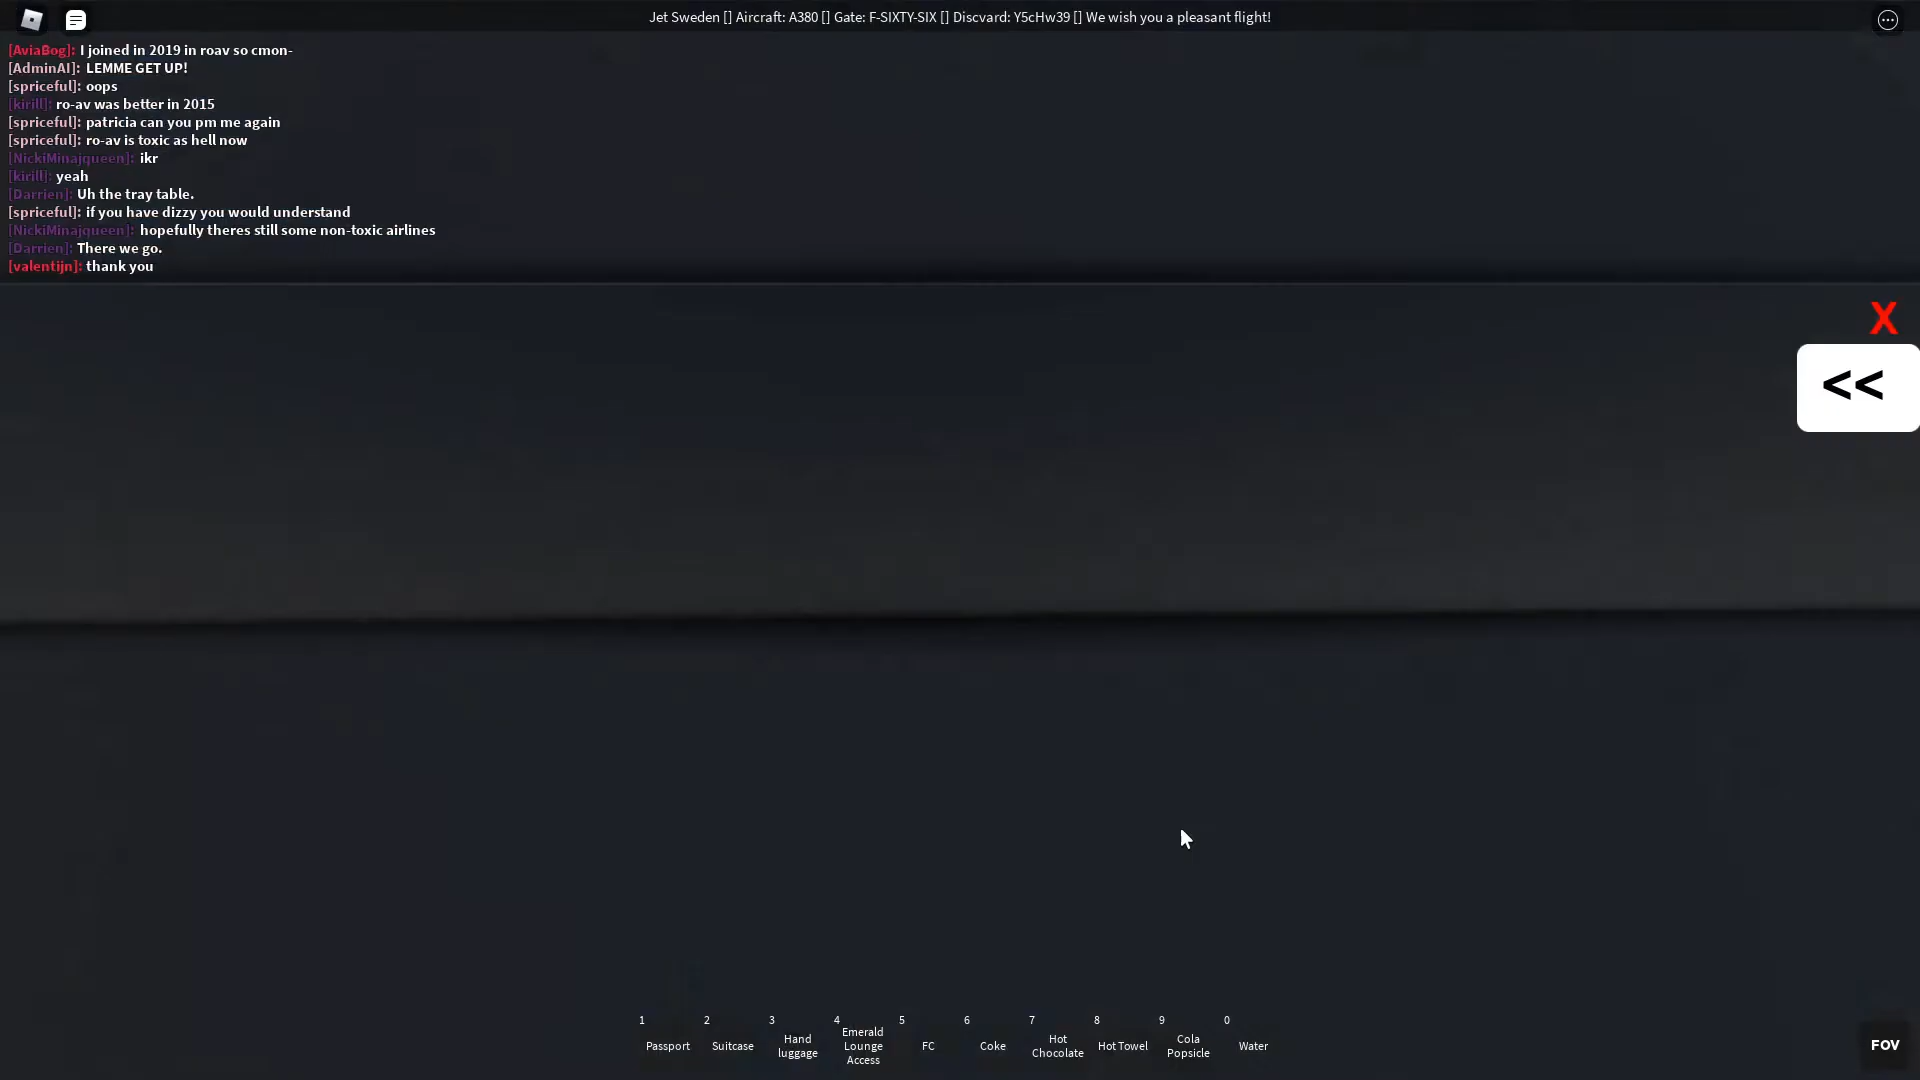 Jet Sweden [] Aircraft: A380 [] Gate: F-SIXTY-SIX [] Discvard: Y5cHw39 [] We wish you a pleasant flight!
[AviaBog]: I joined in 2019 in roav so cmon-
[AdminAI]: LEMME GET UP!
[spriceful]: oops
[kirill]: ro-av was better in 2015
[spriceful]: patricia can you pm me again
[spriceful]: ro-av is toxic as hell now
[NickiMinajqueen]: ikr
[kirill]: yeah
[Darrien]: Uh the tray table.
[spriceful]: if you have dizzy you would understand
[NickiMinajqueen]: hopefully theres still some non-toxic airlines
[Darrien]: There we go.
[valentijn]: thank you
X
<<
1 Passport
2 Suitcase
3 Hand
luggage
4 Emerald
Lounge
Access
5 FC
6 Coke
7 Hot
Chocolate
8 Hot Towel
9 Cola
Popsicle
0 Water
FOV